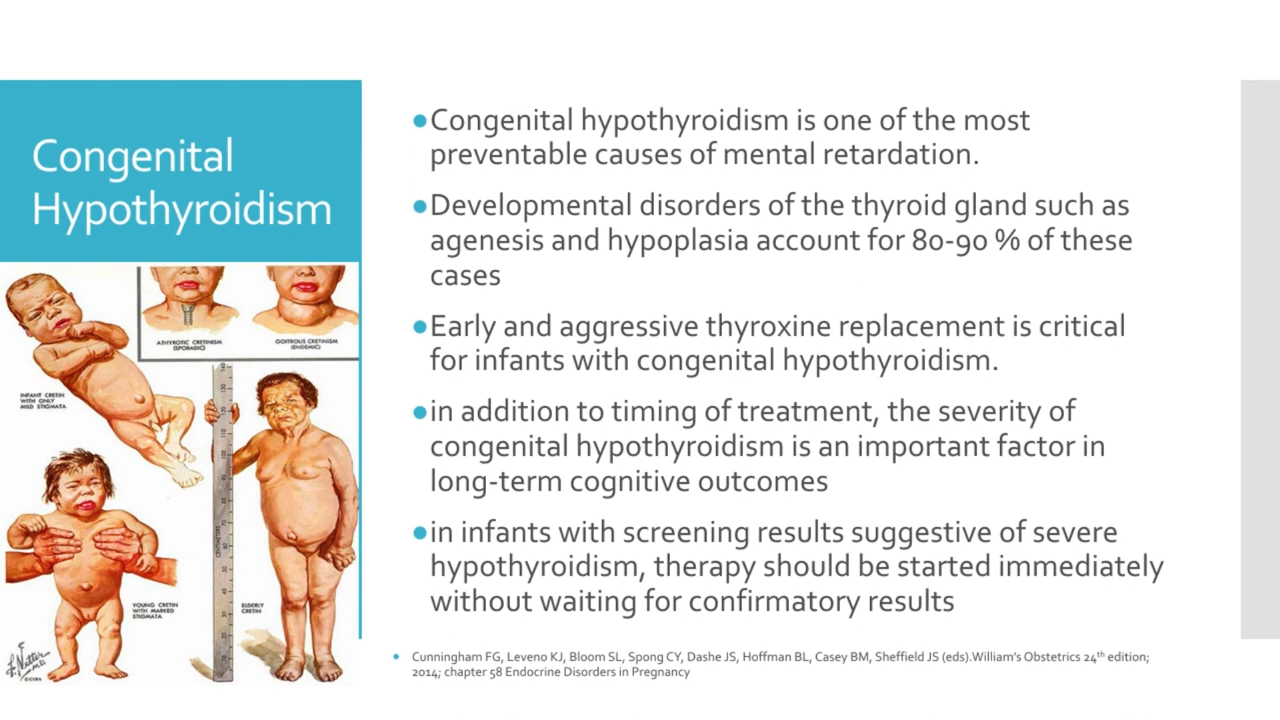 Congenital
Hypothyroidism
ATHYROTIC CRETINISM
(SPORADIC)
GOITROUS CRETINISM
(ENDEMIC)
INFANT CRETIN
WITH ONLY
MILD STIGMATA
CENTIMETERS
YOUNG CRETIN
WITH MARKED
STIGMATA
ELDERLY
CRETIN
●Congenital hypothyroidism is one of the most
preventable causes of mental retardation.
●Developmental disorders of the thyroid gland such as
agenesis and hypoplasia account for 80-90 % of these
cases
●Early and aggressive thyroxine replacement is critical
for infants with congenital hypothyroidism.
●in addition to timing of treatment, the severity of
congenital hypothyroidism is an important factor in
long-term cognitive outcomes
●in infants with screening results suggestive of severe
hypothyroidism, therapy should be started immediately
without waiting for confirmatory results
● Cunningham FG, Leveno KJ, Bloom SL, Spong CY, Dashe JS, Hoffman BL, Casey BM, Sheffield JS (eds).William's Obstetrics 24th edition;
2014; chapter 58 Endocrine Disorders in Pregnancy